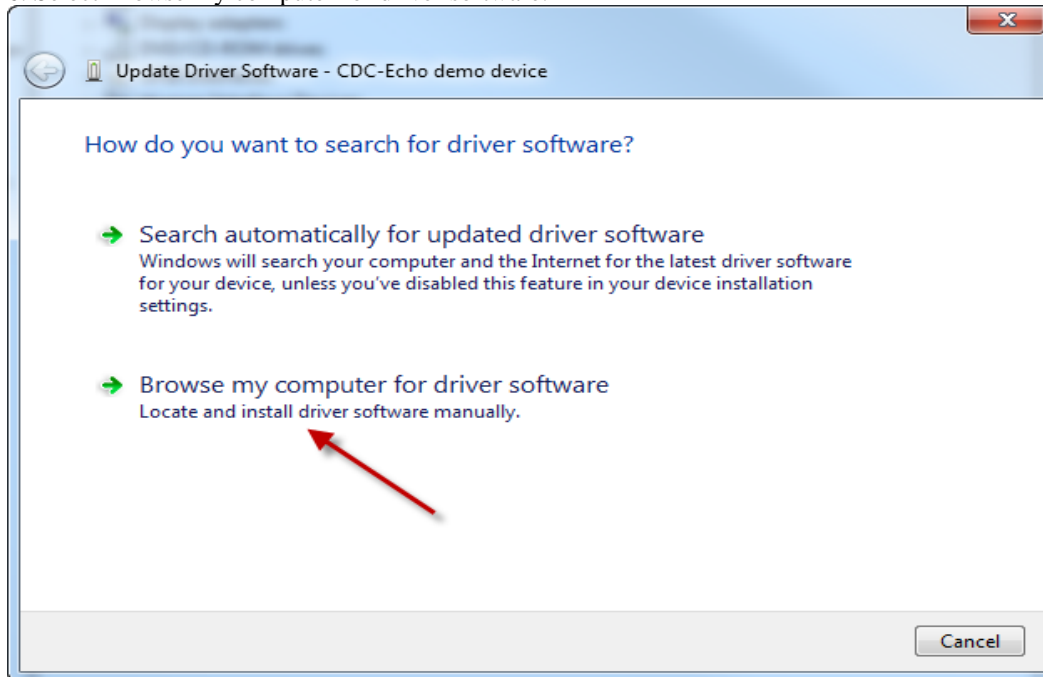 Update Driver Software - CDC-Echo demo device
How do you want to search for driver software?
Search automatically for updated driver software
Windows will search your computer and the Internet for the latest driver software
for your device, unless you've disabled this feature in your device installation
settings.
Browse my computer for driver software
Locate and install driver software manually.
Cancel